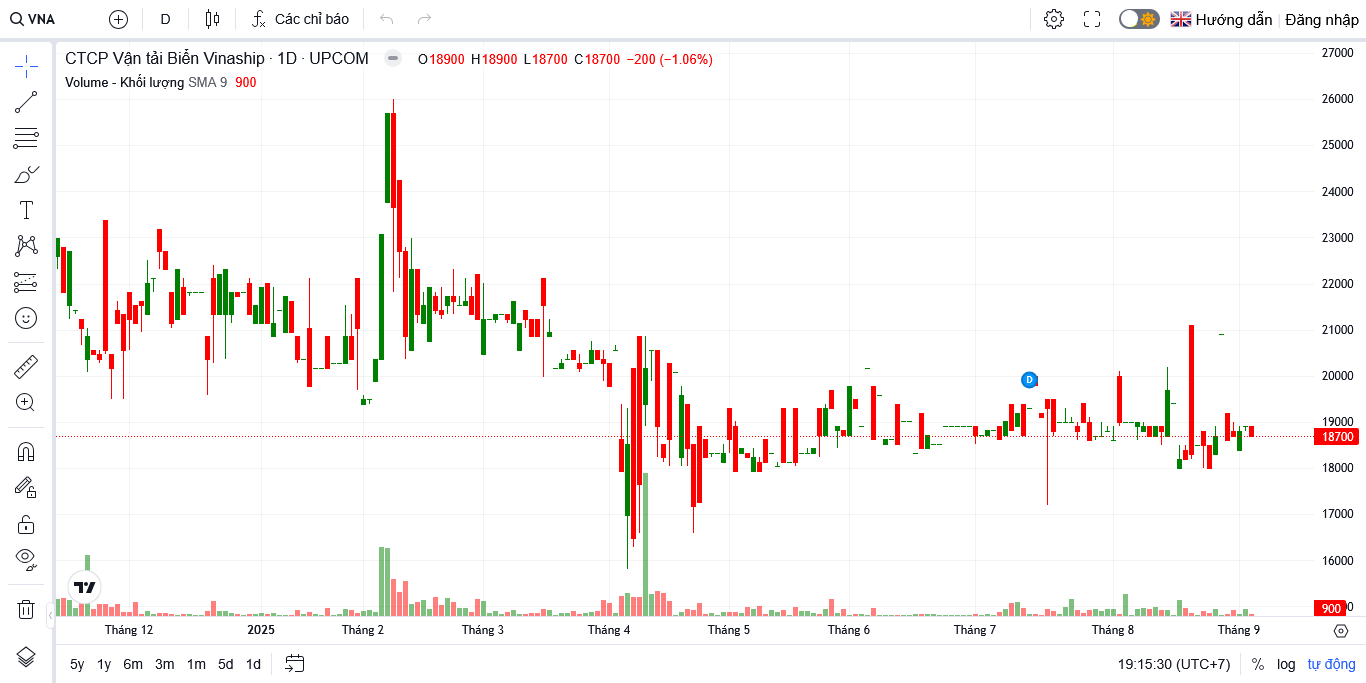 VNA D Các chỉ báo Hướng dẫn Đăng nhập
CTCP Vận tải Biển Vinaship · 1D · UPCOM O18900 H18900 L18700 C18700 −200 (−1.06%)
Volume - Khối lượng SMA 9 900
27000
26000
25000
24000
23000
22000
21000
20000
19000
18700
18000
17000
16000
900
D
Tháng 12 2025 Tháng 2 Tháng 3 Tháng 4 Tháng 5 Tháng 6 Tháng 7 Tháng 8 Tháng 9
5y 1y 6m 3m 1m 5d 1d 19:15:30 (UTC+7) % log tự động